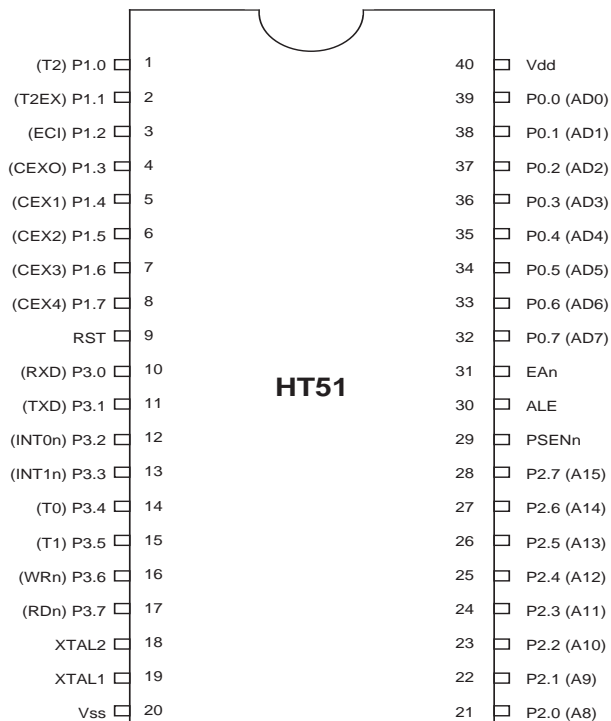 (T2) P1.0 1 40 Vdd
(T2EX) P1.1 2 39 P0.0 (AD0)
(ECI) P1.2 3 38 P0.1 (AD1)
(CEXO) P1.3 4 37 P0.2 (AD2)
(CEX1) P1.4 5 36 P0.3 (AD3)
(CEX2) P1.5 6 35 P0.4 (AD4)
(CEX3) P1.6 7 34 P0.5 (AD5)
(CEX4) P1.7 8 33 P0.6 (AD6)
RST 9 32 P0.7 (AD7)
(RXD) P3.0 10 31 EAn
HT51
(TXD) P3.1 11 30 ALE
(INT0n) P3.2 12 29 PSENn
(INT1n) P3.3 13 28 P2.7 (A15)
(T0) P3.4 14 27 P2.6 (A14)
(T1) P3.5 15 26 P2.5 (A13)
(WRn) P3.6 16 25 P2.4 (A12)
(RDn) P3.7 17 24 P2.3 (A11)
XTAL2 18 23 P2.2 (A10)
XTAL1 19 22 P2.1 (A9)
Vss 20 21 P2.0 (A8)